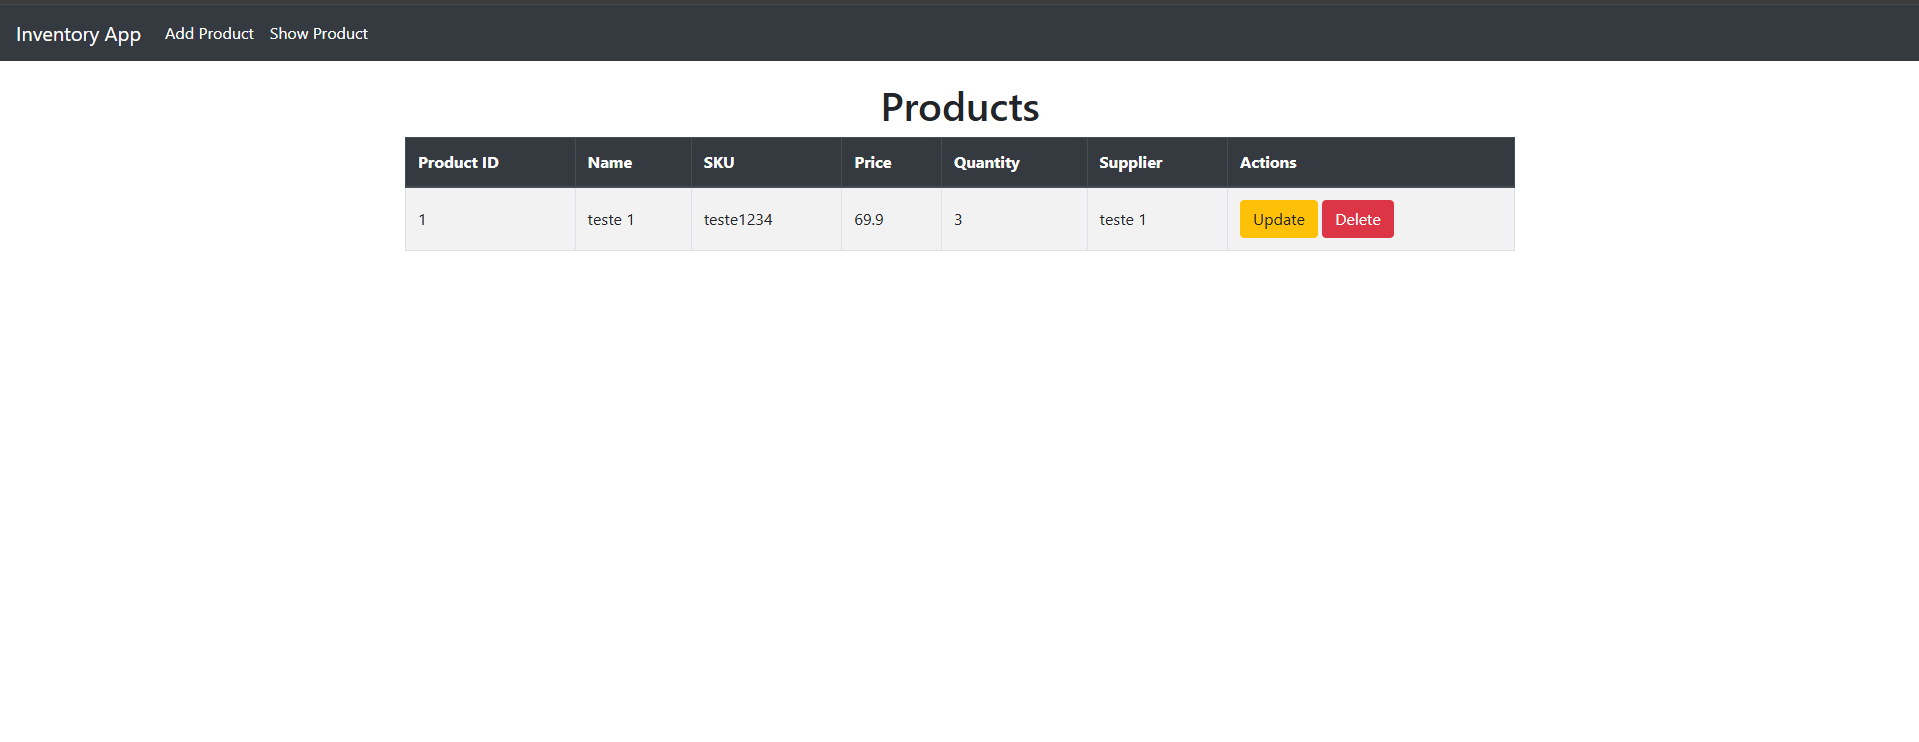 Inventory App Add Product Show Product
Products
Product ID Name SKU Price Quantity Supplier Actions
1 teste 1 teste1234 69.9 3 teste 1 Update Delete